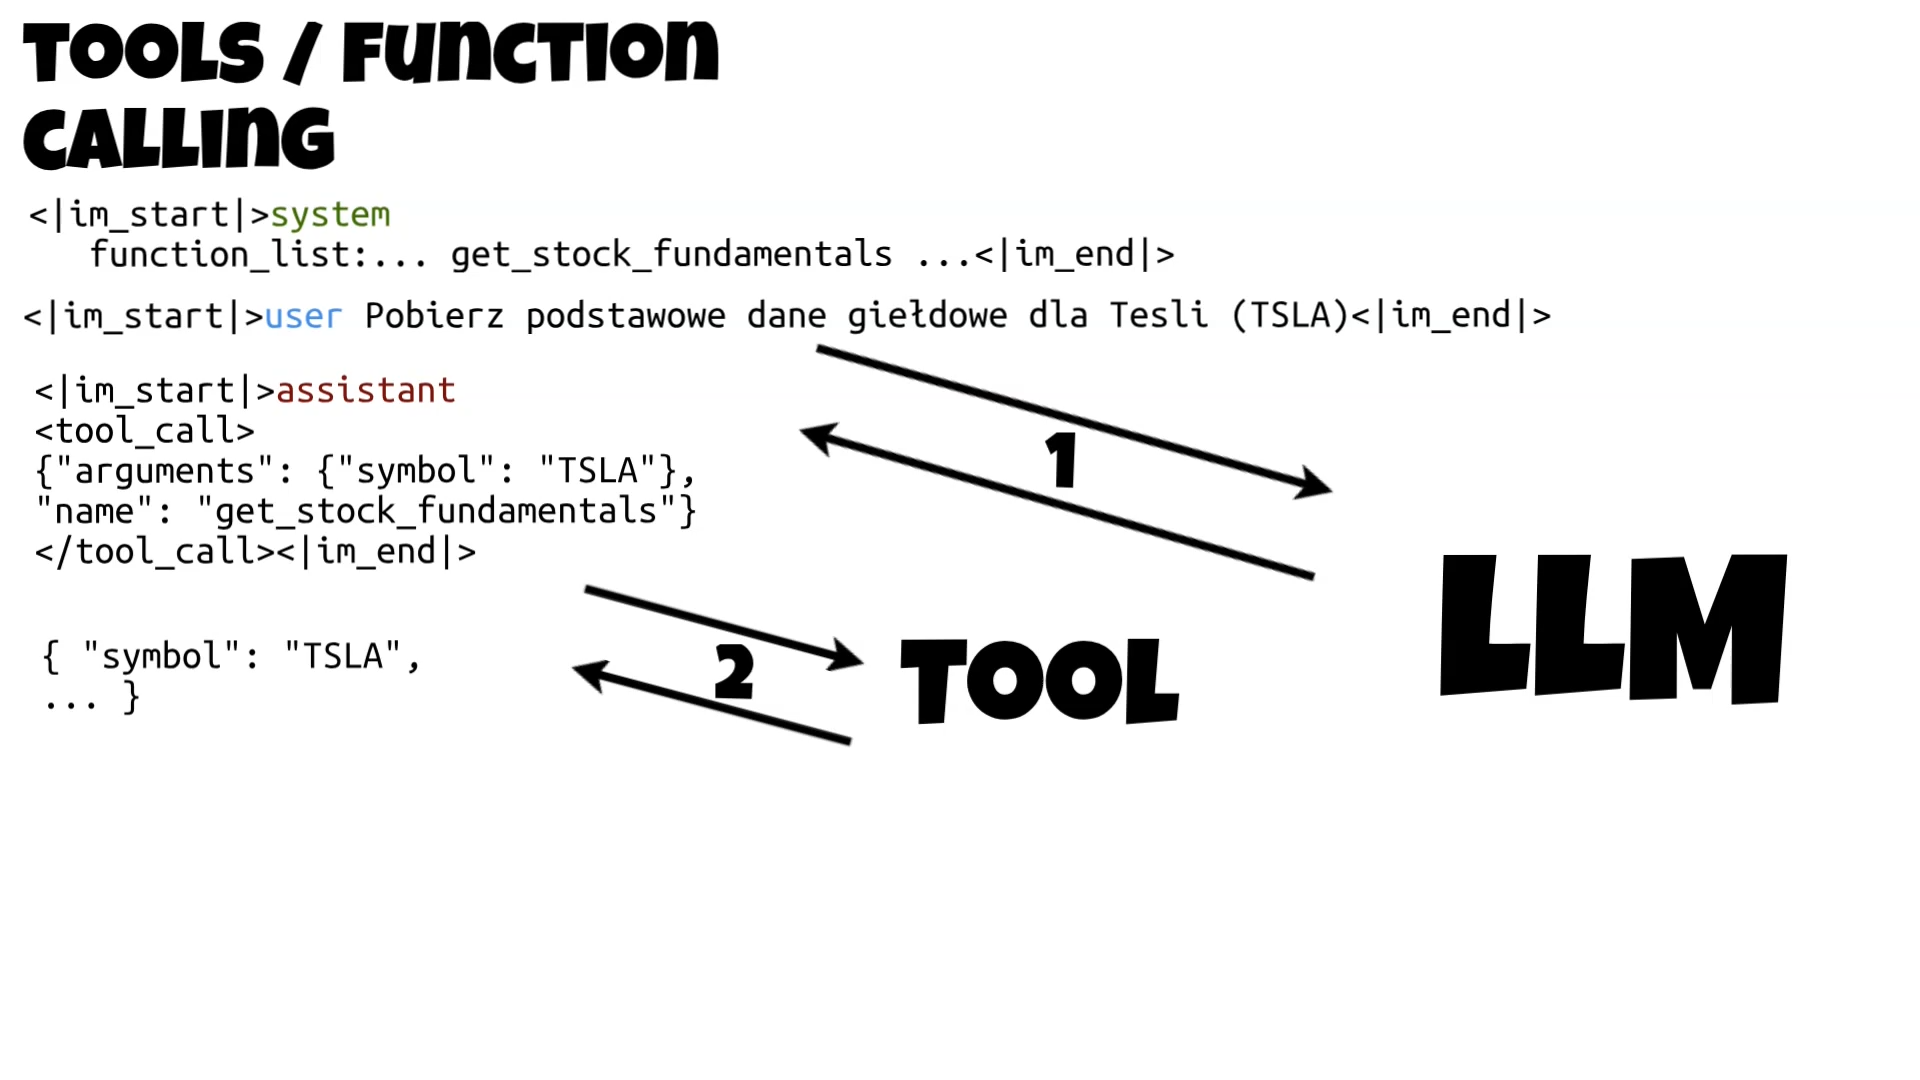 TOOLS / FUNCTION
CALLING
<|im_start|>system
function_list:... get_stock_fundamentals ...<|im_end|>
<|im_start|>user Pobierz podstawowe dane giełdowe dla Tesli (TSLA)<|im_end|>
<|im_start|>assistant
<tool_call>
{"arguments": {"symbol": "TSLA"},
"name": "get_stock_fundamentals"}
</tool_call><|im_end|>
1
LLM
{ "symbol": "TSLA",
... }
2
TOOL